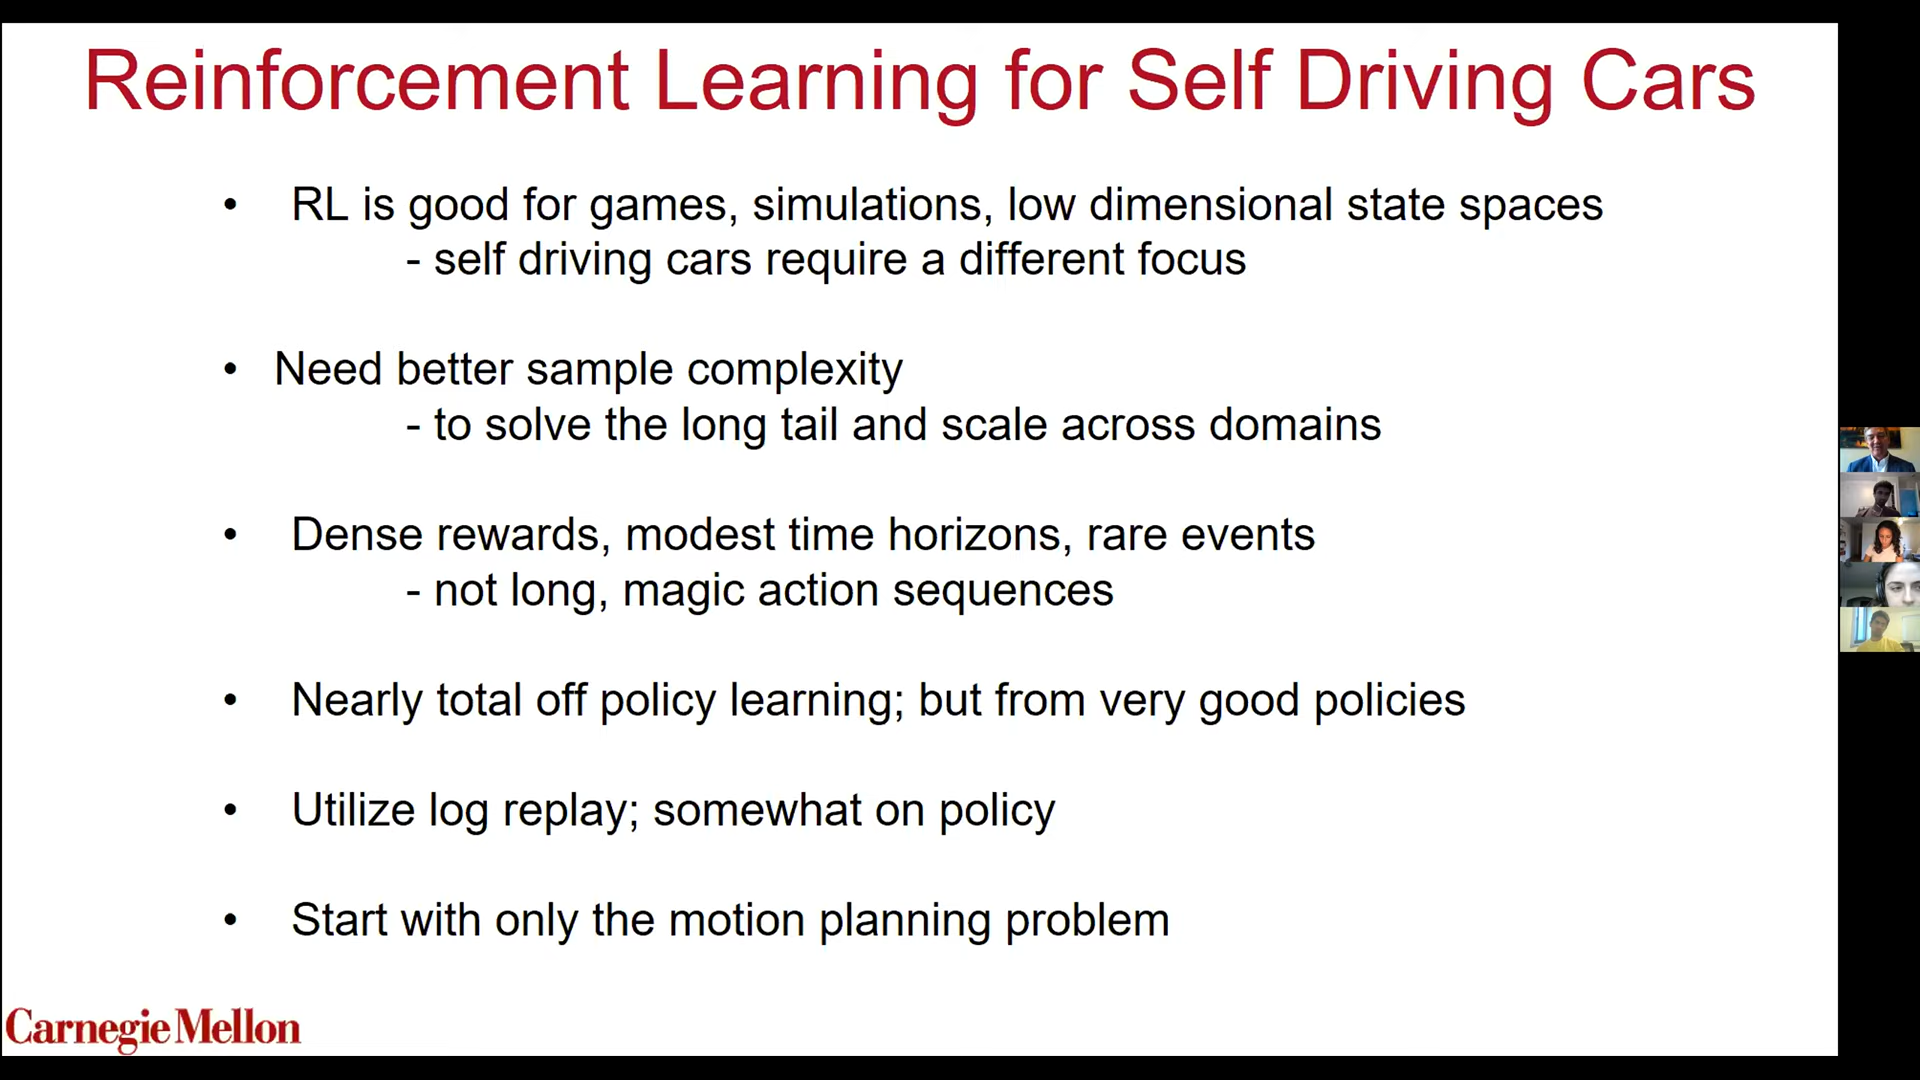 Reinforcement Learning for Self Driving Cars
• RL is good for games, simulations, low dimensional state spaces
- self driving cars require a different focus
• Need better sample complexity
- to solve the long tail and scale across domains
• Dense rewards, modest time horizons, rare events
- not long, magic action sequences
• Nearly total off policy learning; but from very good policies
• Utilize log replay; somewhat on policy
• Start with only the motion planning problem
Carnegie Mellon